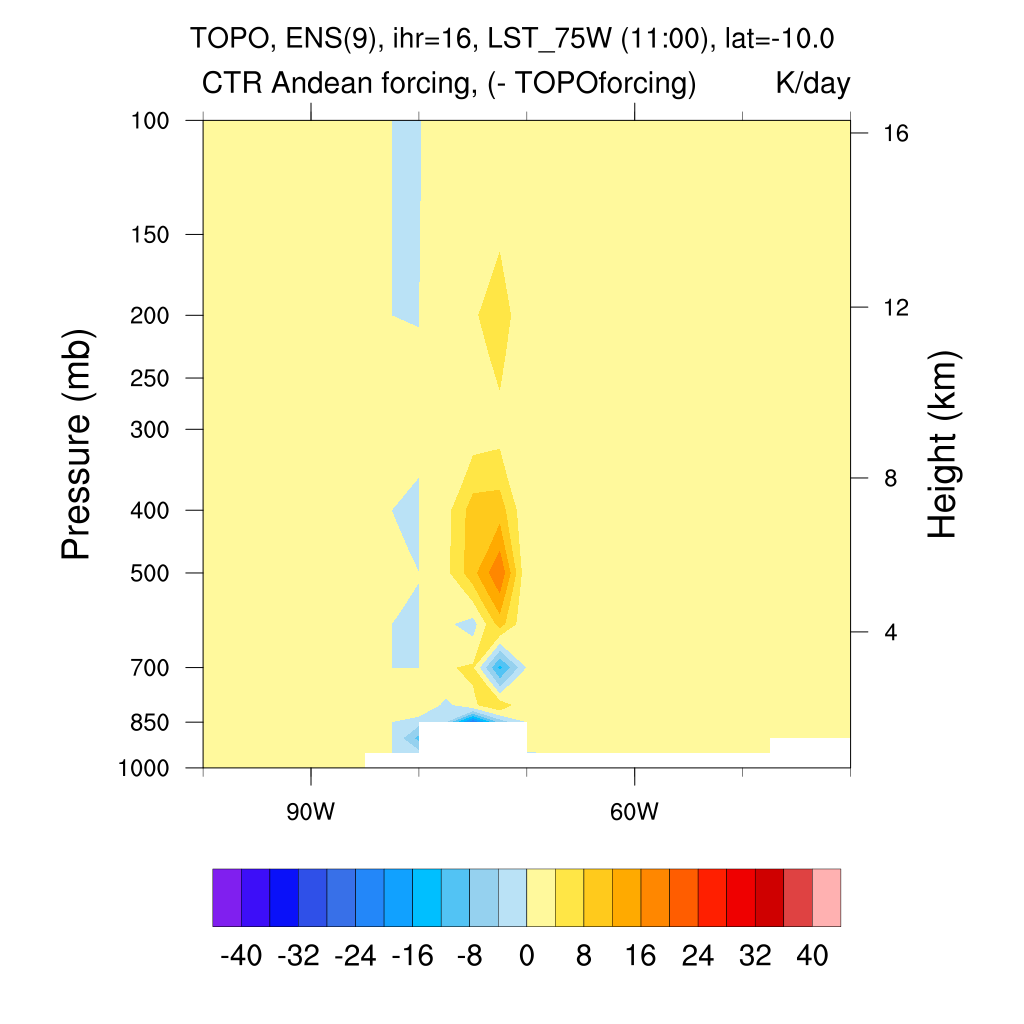 TOPO, ENS(9), ihr=16, LST_75W (11:00), lat=-10.0
CTR Andean forcing, (- TOPOforcing) K/day
100
150
200
250
300
400
500
700
850
1000
Pressure (mb)
16
12
8
4
Height (km)
90W 60W
-40 -32 -24 -16 -8 0 8 16 24 32 40